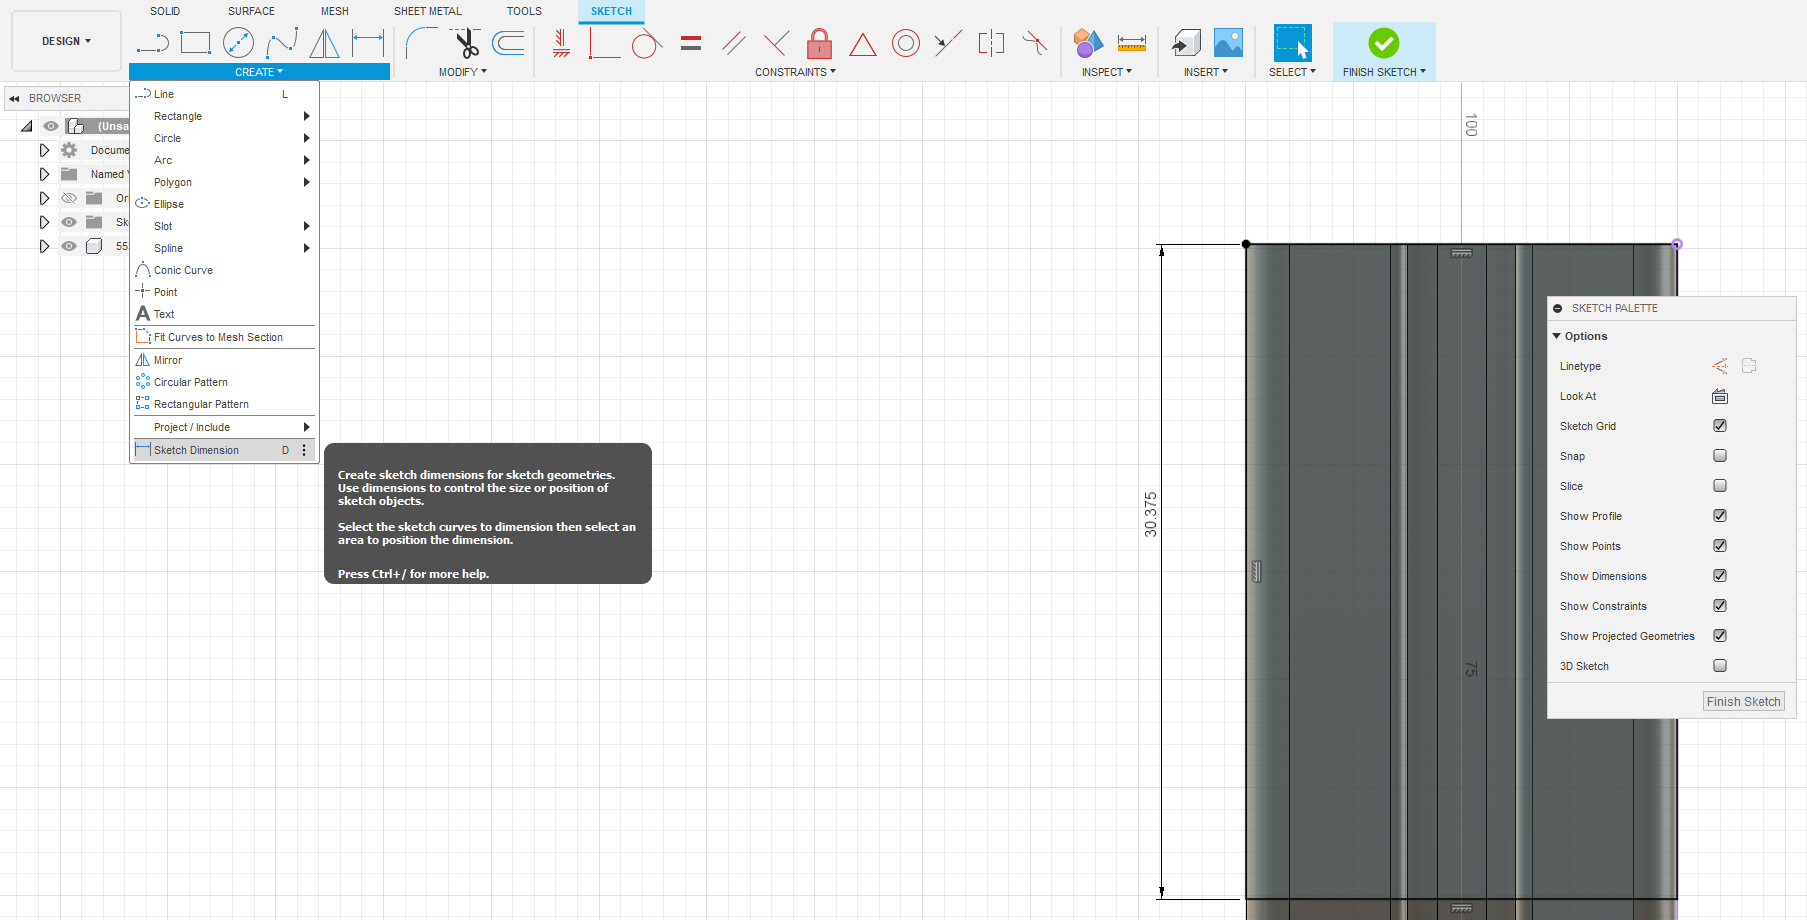 SOLID
SURFACE
MESH
SHEET METAL
TOOLS
SKETCH
DESIGN
CREATE
MODIFY
CONSTRAINTS
INSPECT
INSERT
SELECT
FINISH SKETCH
BROWSER
(Unsa
Docume
Named
Or
Sk
55
Line L
Rectangle
Circle
Arc
Polygon
Ellipse
Slot
Spline
Conic Curve
Point
Text
Fit Curves to Mesh Section
Mirror
Circular Pattern
Rectangular Pattern
Project / Include
Sketch Dimension D
Create sketch dimensions for sketch geometries.
Use dimensions to control the size or position of
sketch objects.
Select the sketch curves to dimension then select an
area to position the dimension.
Press Ctrl+/ for more help.
100
30.375
75
SKETCH PALETTE
Options
Linetype
Look At
Sketch Grid
Snap
Slice
Show Profile
Show Points
Show Dimensions
Show Constraints
Show Projected Geometries
3D Sketch
Finish Sketch